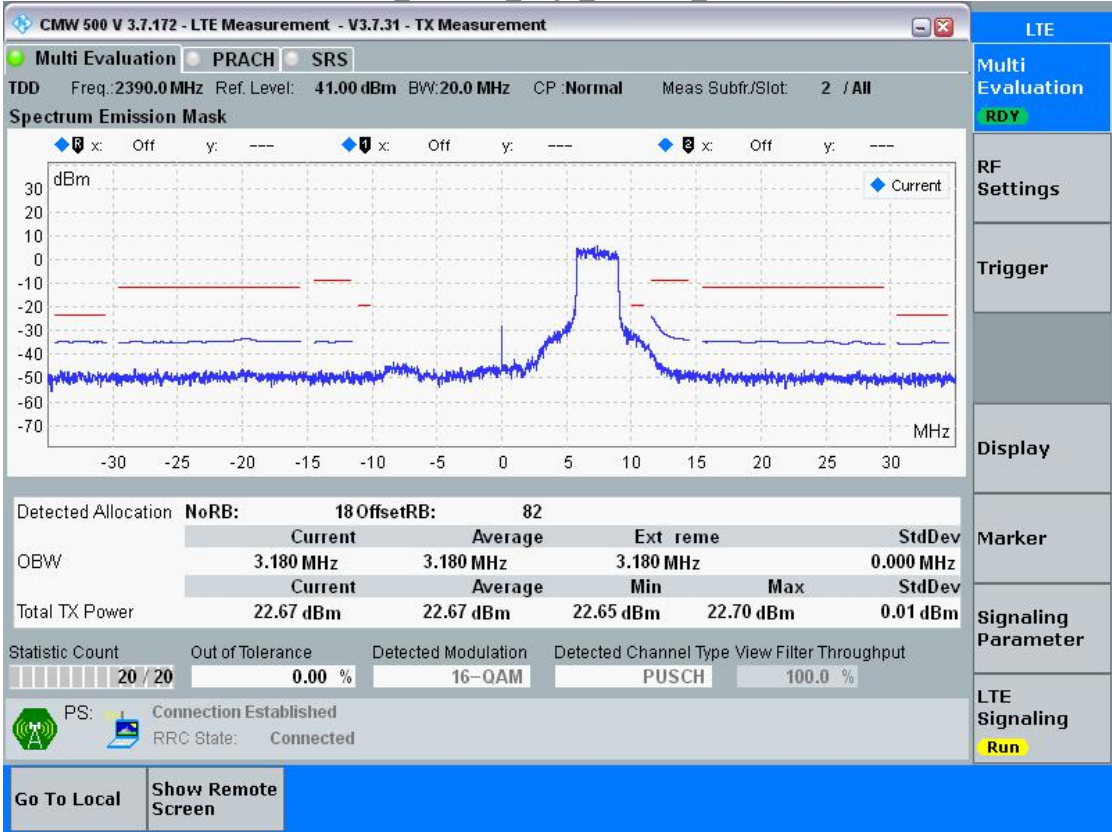 CMW 500 V 3.7.172 - LTE Measurement - V3.7.31 - TX Measurement
LTE
Multi Evaluation PRACH SRS
TDD Freq.:2390.0 MHz Ref. Level: 41.00 dBm BW:20.0 MHz CP :Normal Meas Subfr./Slot: 2 / All
Spectrum Emission Mask
R x: Off y: --- 1 x: Off y: --- 2 x: Off y: ---
dBm
Current
30
20
10
0
-10
-20
-30
-40
-50
-60
-70
MHz
-30 -25 -20 -15 -10 -5 0 5 10 15 20 25 30
Detected Allocation NoRB: 18 OffsetRB: 82
Current Average Ext reme StdDev
OBW 3.180 MHz 3.180 MHz 3.180 MHz 0.000 MHz
Current Average Min Max StdDev
Total TX Power 22.67 dBm 22.67 dBm 22.65 dBm 22.70 dBm 0.01 dBm
Statistic Count Out of Tolerance Detected Modulation Detected Channel Type View Filter Throughput
20 / 20 0.00 % 16-QAM PUSCH 100.0 %
PS: Connection Established
RRC State: Connected
Multi
Evaluation
RDY
RF
Settings
Trigger
Display
Marker
Signaling
Parameter
LTE
Signaling
Run
Go To Local
Show Remote
Screen